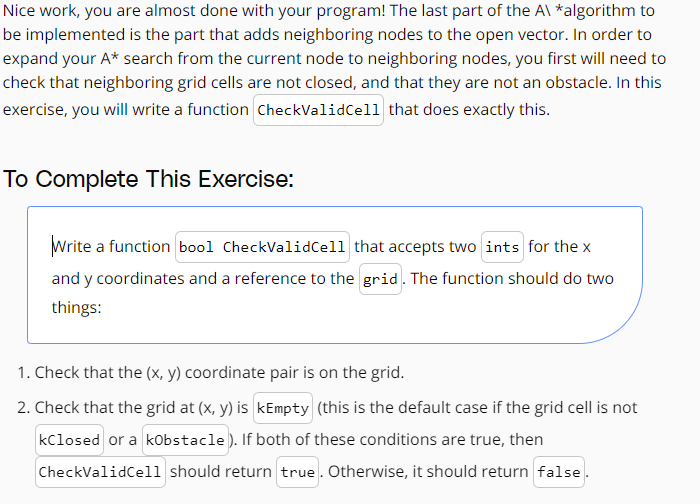 Nice work, you are almost done with your program! The last part of the A\ *algorithm to
be implemented is the part that adds neighboring nodes to the open vector. In order to
expand your A* search from the current node to neighboring nodes, you first will need to
check that neighboring grid cells are not closed, and that they are not an obstacle. In this
exercise, you will write a function CheckValidCell that does exactly this.
To Complete This Exercise:
Write a function bool CheckValidCell that accepts two ints for the x
and y coordinates and a reference to the grid. The function should do two
things:
1. Check that the (x, y) coordinate pair is on the grid.
2. Check that the grid at (x, y) is kEmpty (this is the default case if the grid cell is not
kClosed or a kObstacle). If both of these conditions are true, then
CheckValidCell should return true. Otherwise, it should return false.